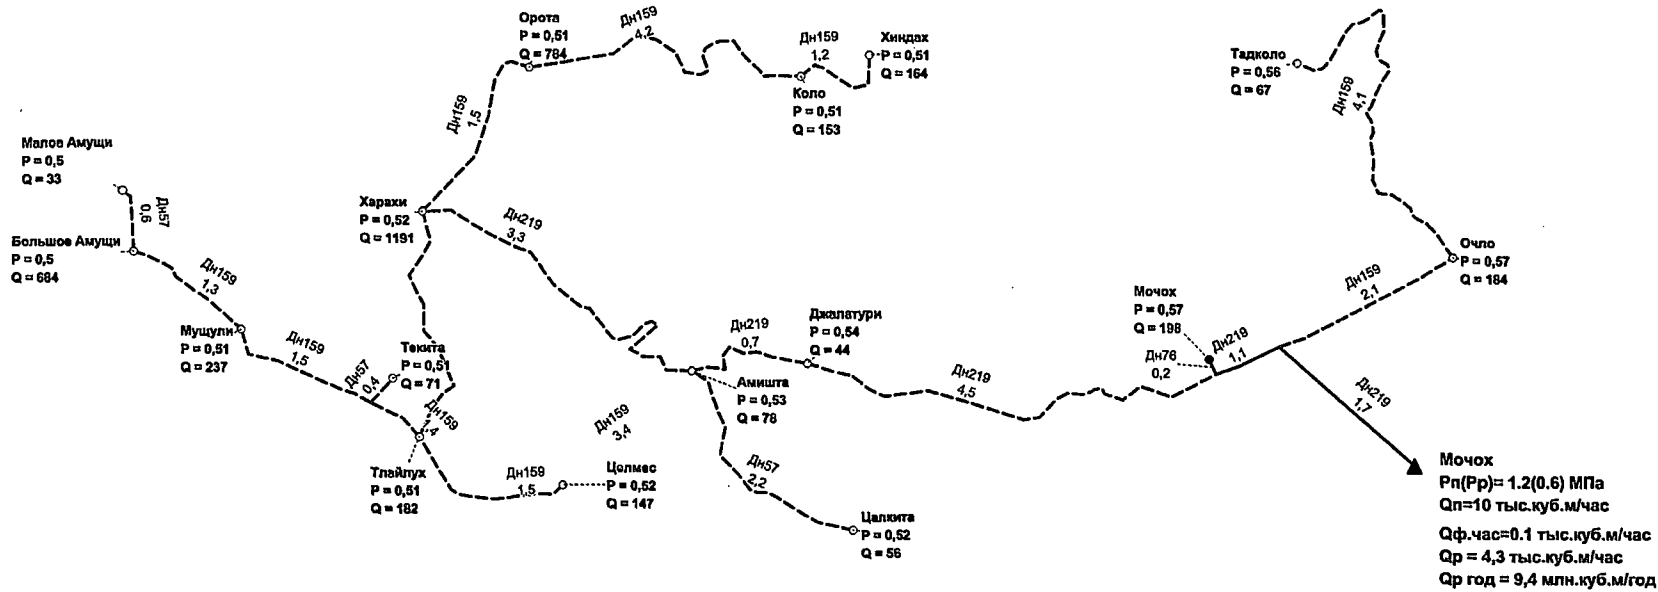 Орота
P = 0,51
Q = 784
Дн159
4,2
Дн159
1,2
Хиндах
P = 0,51
Q = 164
Коло
P = 0,51
Q = 153
Тадколо
P = 0,56
Q = 67
Дн159
4,1
Дн159
1,5
Малое Амущи
P = 0,5
Q = 33
Дн57
0,6
Харахи
P = 0,52
Q = 1191
Дн219
3,3
Большое Амущи
P = 0,5
Q = 684
Дн159
1,3
Очло
P = 0,57
Q = 184
Дн159
2,1
Мочох
P = 0,57
Q = 198
Дн219
1,1
Дн76
0,2
Мущули
P = 0,51
Q = 237
Дн159
1,5
Дн57
0,4
Текита
P = 0,51
Q = 71
Дн159
1,4
Джалатури
P = 0,54
Q = 44
Дн219
0,7
Амишта
P = 0,53
Q = 78
Дн219
4,5
Дн219
1,7
Дн159
3,4
Тлайлух
P = 0,51
Q = 182
Дн159
1,5
Целмес
P = 0,52
Q = 147
Дн57
2,2
Цалкита
P = 0,52
Q = 56
Мочох
Рп(Рр)= 1.2(0.6) МПа
Qп=10 тыс.куб.м/час
Qф.час=0.1 тыс.куб.м/час
Qр = 4,3 тыс.куб.м/час
Qр год = 9,4 млн.куб.м/год